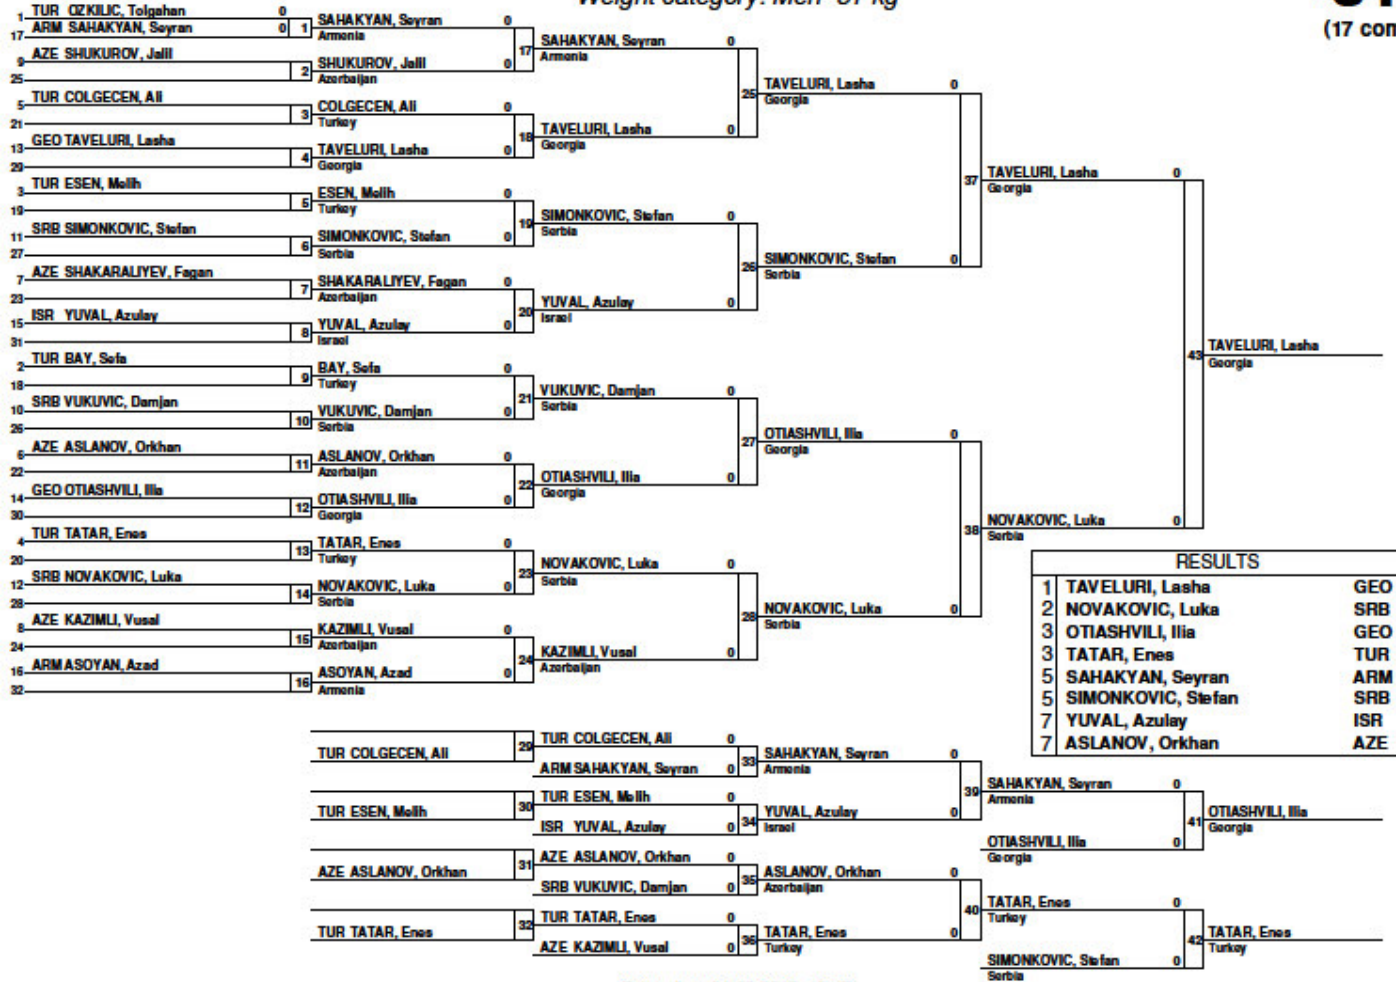 Weight category: Men
(17 com
1 TUR OZKILIC, Tolgahan 0
17 ARM SAHAKYAN, Seyran 0 1
SAHAKYAN, Seyran 0
Armenia
9 AZE SHUKUROV, Jalil
25 2
SHUKUROV, Jalil 0
Azerbaijan
17
SAHAKYAN, Seyran 0
Armenia
5 TUR COLGECEN, Ali
21 3
COLGECEN, Ali 0
Turkey
13 GEO TAVELURI, Lasha
29 4
TAVELURI, Lasha 0
Georgia
18
TAVELURI, Lasha 0
Georgia
25
TAVELURI, Lasha 0
Georgia
3 TUR ESEN, Melih
19 5
ESEN, Melih 0
Turkey
11 SRB SIMONKOVIC, Stefan
27 6
SIMONKOVIC, Stefan 0
Serbia
19
SIMONKOVIC, Stefan 0
Serbia
7 AZE SHAKARALIYEV, Fagan
23 7
SHAKARALIYEV, Fagan 0
Azerbaijan
15 ISR YUVAL, Azulay
31 8
YUVAL, Azulay 0
Israel
20
YUVAL, Azulay 0
Israel
26
SIMONKOVIC, Stefan 0
Serbia
37
TAVELURI, Lasha 0
Georgia
2 TUR BAY, Sefa
18 9
BAY, Sefa 0
Turkey
10 SRB VUKUVIC, Damjan
26 10
VUKUVIC, Damjan 0
Serbia
21
VUKUVIC, Damjan 0
Serbia
6 AZE ASLANOV, Orkhan
22 11
ASLANOV, Orkhan 0
Azerbaijan
14 GEO OTIASHVILI, Ilia
30 12
OTIASHVILI, Ilia 0
Georgia
22
OTIASHVILI, Ilia 0
Georgia
27
OTIASHVILI, Ilia 0
Georgia
4 TUR TATAR, Enes
20 13
TATAR, Enes 0
Turkey
12 SRB NOVAKOVIC, Luka
28 14
NOVAKOVIC, Luka 0
Serbia
23
NOVAKOVIC, Luka 0
Serbia
8 AZE KAZIMLI, Vusal
24 15
KAZIMLI, Vusal 0
Azerbaijan
16 ARM ASOYAN, Azad
32 16
ASOYAN, Azad 0
Armenia
24
KAZIMLI, Vusal 0
Azerbaijan
28
NOVAKOVIC, Luka 0
Serbia
38
NOVAKOVIC, Luka 0
Serbia
43
TAVELURI, Lasha
Georgia
RESULTS
1 TAVELURI, Lasha GEO
2 NOVAKOVIC, Luka SRB
3 OTIASHVILI, Ilia GEO
3 TATAR, Enes TUR
5 SAHAKYAN, Seyran ARM
5 SIMONKOVIC, Stefan SRB
7 YUVAL, Azulay ISR
7 ASLANOV, Orkhan AZE
TUR COLGECEN, Ali
29
TUR COLGECEN, Ali 0
ARM SAHAKYAN, Seyran 0
33
SAHAKYAN, Seyran 0
Armenia
TUR ESEN, Melih
30
TUR ESEN, Melih 0
ISR YUVAL, Azulay 0
34
YUVAL, Azulay 0
Israel
39
SAHAKYAN, Seyran 0
Armenia
OTIASHVILI, Ilia 0
Georgia
41
OTIASHVILI, Ilia
Georgia
AZE ASLANOV, Orkhan
31
AZE ASLANOV, Orkhan 0
SRB VUKUVIC, Damjan 0
35
ASLANOV, Orkhan 0
Azerbaijan
TUR TATAR, Enes
32
TUR TATAR, Enes 0
AZE KAZIMLI, Vusal 0
36
TATAR, Enes 0
Turkey
40
TATAR, Enes 0
Turkey
SIMONKOVIC, Stefan 0
Serbia
42
TATAR, Enes
Turkey